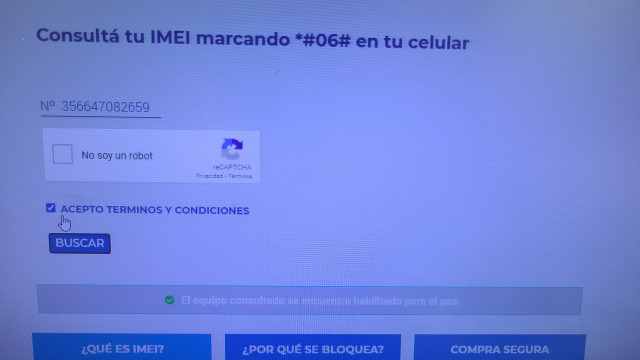 Consultá tu IMEI marcando *#06# en tu celular
Nº 356647082659
No soy un robot
reCAPTCHA
Privacidad - Términos
ACEPTO TERMINOS Y CONDICIONES
BUSCAR
El equipo consultado se encuentra habilitado para el uso.
¿QUÉ ES IMEI?
¿POR QUÉ SE BLOQUEA?
COMPRA SEGURA